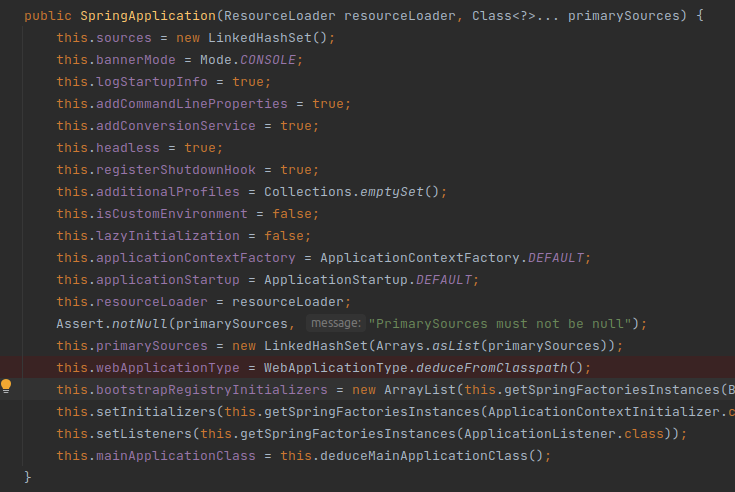 public SpringApplication(ResourceLoader resourceLoader, Class<?>... primarySources) {
this.sources = new LinkedHashSet();
this.bannerMode = Mode.CONSOLE;
this.logStartupInfo = true;
this.addCommandLineProperties = true;
this.addConversionService = true;
this.headless = true;
this.registerShutdownHook = true;
this.additionalProfiles = Collections.emptySet();
this.isCustomEnvironment = false;
this.lazyInitialization = false;
this.applicationContextFactory = ApplicationContextFactory.DEFAULT;
this.applicationStartup = ApplicationStartup.DEFAULT;
this.resourceLoader = resourceLoader;
Assert.notNull(primarySources, message: "PrimarySources must not be null");
this.primarySources = new LinkedHashSet(Arrays.asList(primarySources));
this.webApplicationType = WebApplicationType.deduceFromClasspath();
this.bootstrapRegistryInitializers = new ArrayList(this.getSpringFactoriesInstances(B
this.setInitializers(this.getSpringFactoriesInstances(ApplicationContextInitializer.c
this.setListeners(this.getSpringFactoriesInstances(ApplicationListener.class));
this.mainApplicationClass = this.deduceMainApplicationClass();
}